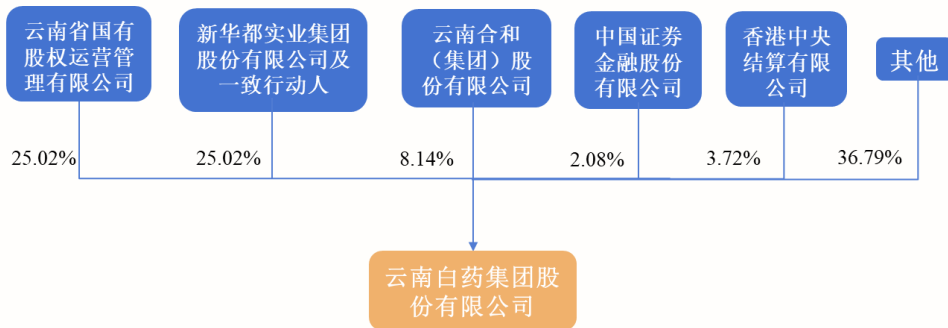 云南省国有
股权运营管
理有限公司
新华都实业集团
股份有限公司及
一致行动人
云南合和
（集团）股
份有限公司
中国证券
金融股份
有限公司
香港中央
结算有限
公司
其他
25.02%
25.02%
8.14%
2.08%
3.72%
36.79%
云南白药集团股
份有限公司